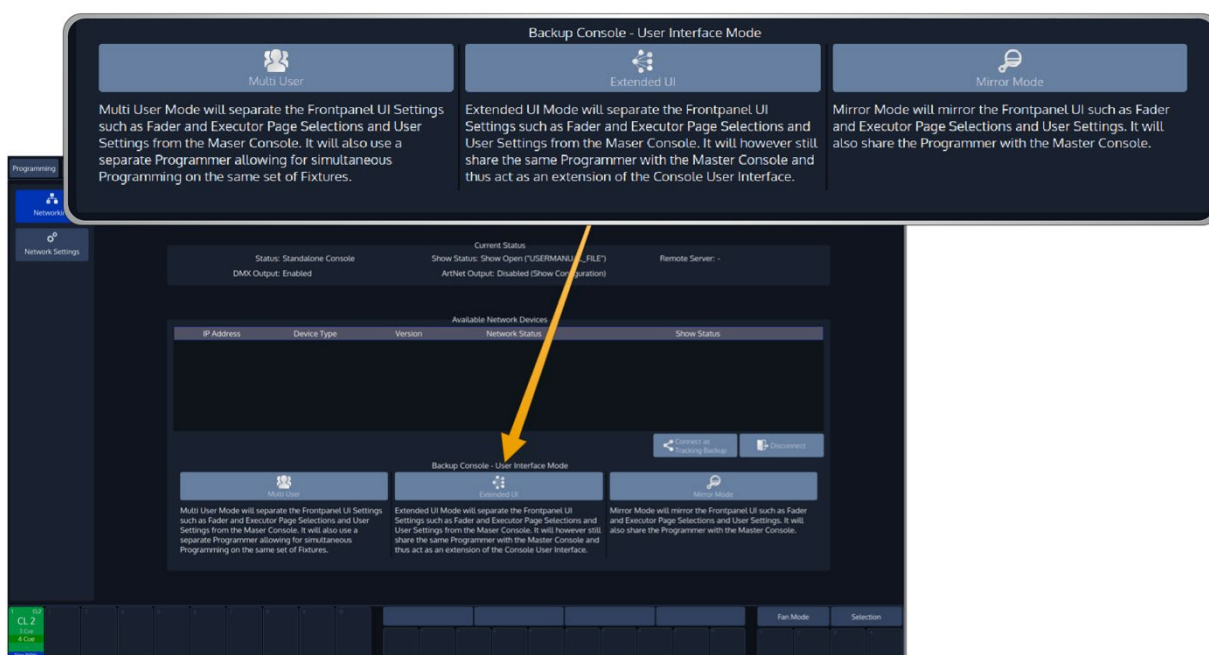 Backup Console - User Interface Mode
Multi User
Extended UI
Mirror Mode
Multi User Mode will separate the Frontpanel UI Settings
such as Fader and Executor Page Selections and User
Settings from the Maser Console. It will also use a
separate Programmer allowing for simultaneous
Programming on the same set of Fixtures.
Extended UI Mode will separate the Frontpanel UI
Settings such as Fader and Executor Page Selections and
User Settings from the Maser Console. It will however still
share the same Programmer with the Master Console and
thus act as an extension of the Console User Interface.
Mirror Mode will mirror the Frontpanel UI such as Fader
and Executor Page Selections and User Settings. It will
also share the Programmer with the Master Console.
Programming
Network Settings
Current Status
Status: Standalone Console
Show Status: Show Open ("USERMANUAL_FILE")
Remote Server: -
DMX Output: Enabled
ArtNet Output: Disabled (Show Configuration)
Available Network Devices
IP Address
Device Type
Version
Network Status
Show Status
Connect as
Tracking Backup
Disconnect
Backup Console - User Interface Mode
Multi User
Extended UI
Mirror Mode
Multi User Mode will separate the Frontpanel UI Settings
such as Fader and Executor Page Selections and User
Settings from the Maser Console. It will also use a
separate Programmer allowing for simultaneous
Programming on the same set of Fixtures.
Extended UI Mode will separate the Frontpanel UI
Settings such as Fader and Executor Page Selections and
User Settings from the Maser Console. It will however still
share the same Programmer with the Master Console and
thus act as an extension of the Console User Interface.
Mirror Mode will mirror the Frontpanel UI such as Fader
and Executor Page Selections and User Settings. It will
also share the Programmer with the Master Console.
1 CL2
CL 2
3 Cue
4 Cue
Fan Mode
Selection